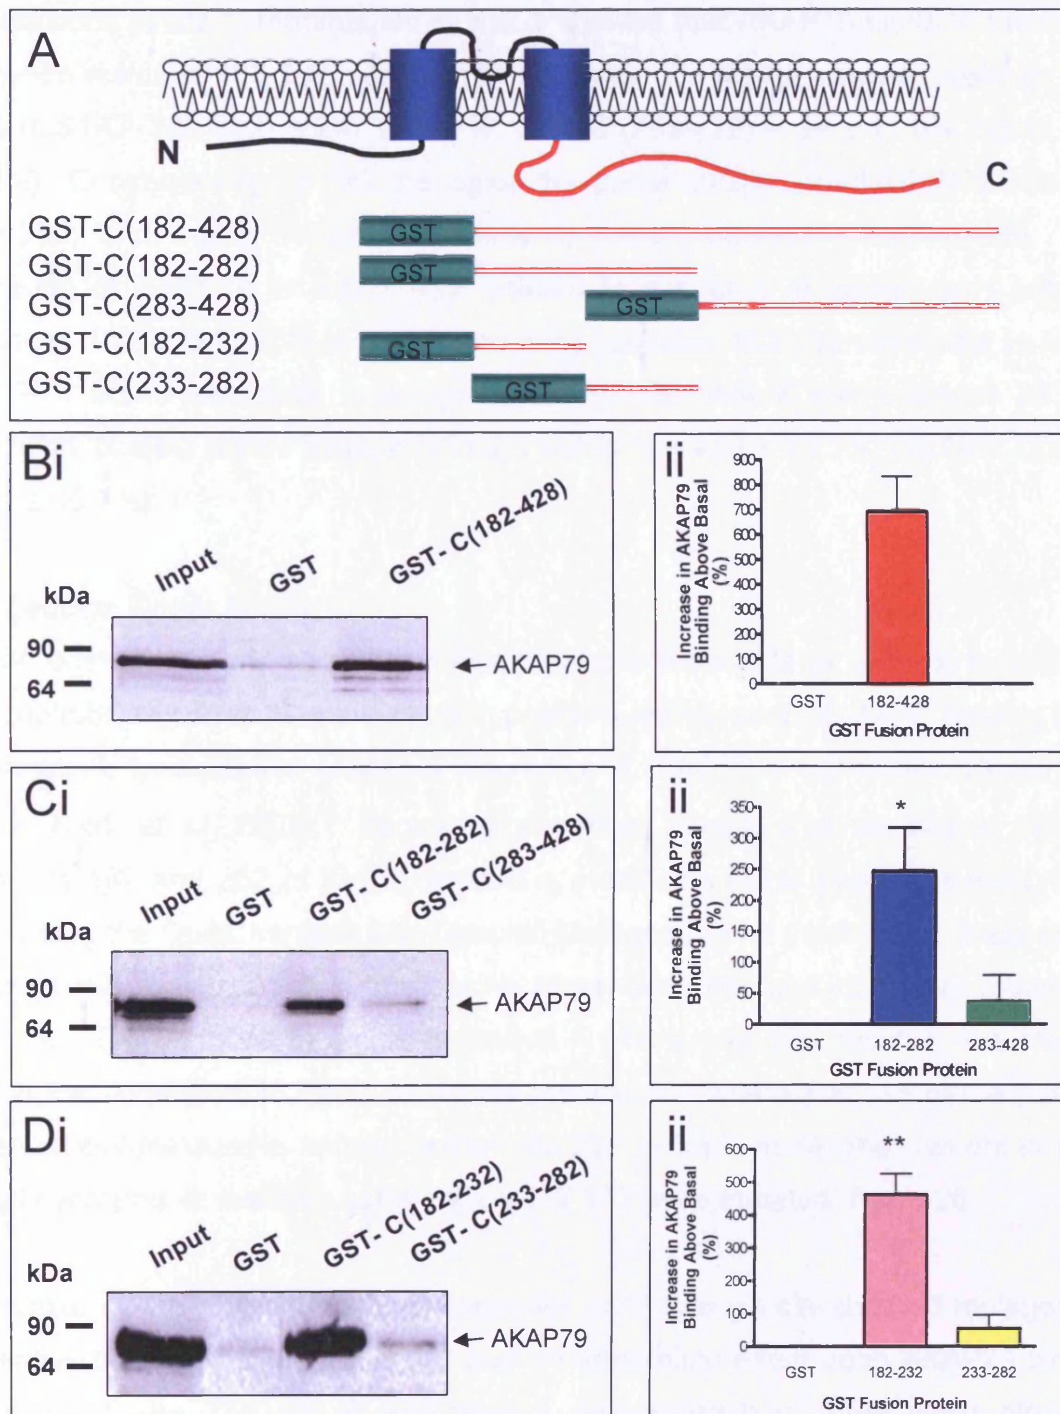 A
N
C
GST-C(182-428) GST
GST-C(182-282) GST
GST-C(283-428) GST
GST-C(182-232) GST
GST-C(233-282) GST
Bi
Input GST GST- C(182-428)
kDa
90
64
AKAP79
ii
Increase in AKAP79
Binding Above Basal
(%)
900
800
700
600
500
400
300
200
100
0
GST 182-428
GST Fusion Protein
Ci
Input GST GST- C(182-282) GST- C(283-428)
kDa
90
64
AKAP79
ii
Increase in AKAP79
Binding Above Basal
(%)
350
300
250
200
150
100
50
0
*
GST 182-282 283-428
GST Fusion Protein
Di
Input GST GST- C(182-232) GST- C(233-282)
kDa
90
64
AKAP79
ii
Increase in AKAP79
Binding Above Basal
(%)
600
500
400
300
200
100
0
**
GST 182-232 233-282
GST Fusion Protein